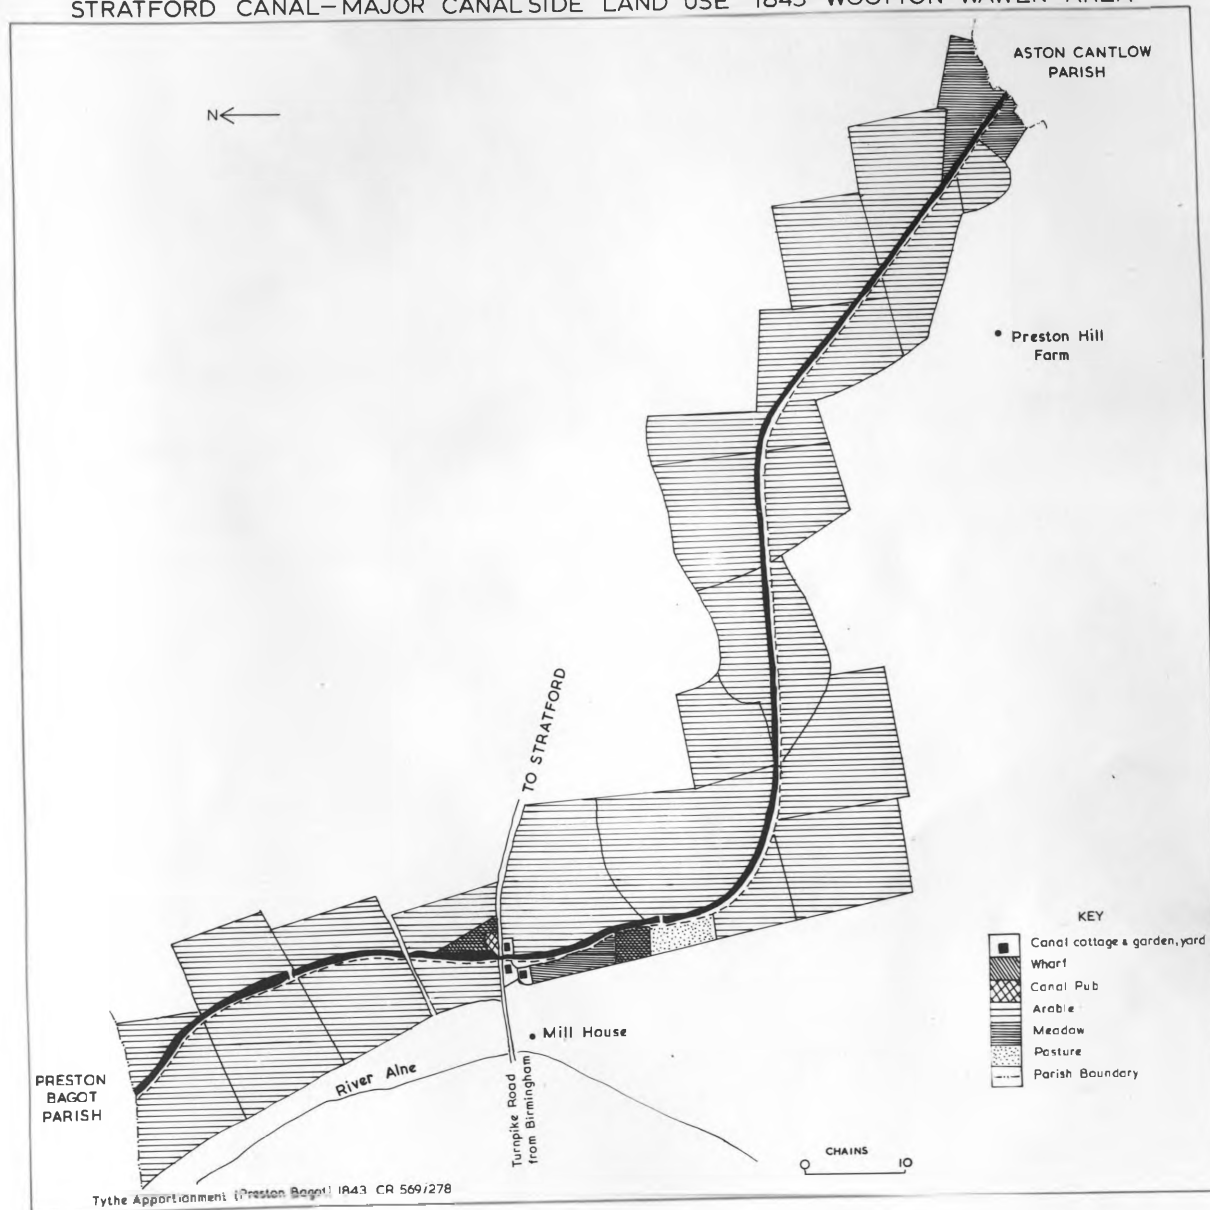 STRATFORD CANAL—MAJOR CANALSIDE LAND USE 1843 WOOTTON WAWEN AREA
ASTON CANTLOW
PARISH
N
Preston Hill
Farm
TO STRATFORD
KEY
Canal cottage & garden, yard
Wharf
Canal Pub
Arable
Meadow
Pasture
Parish Boundary
Mill House
River Alne
PRESTON
BAGOT
PARISH
Turnpike Road
from Birmingham
CHAINS
0 10
Tythe Apportionment (Preston Bagot) 1843 CR 569/278